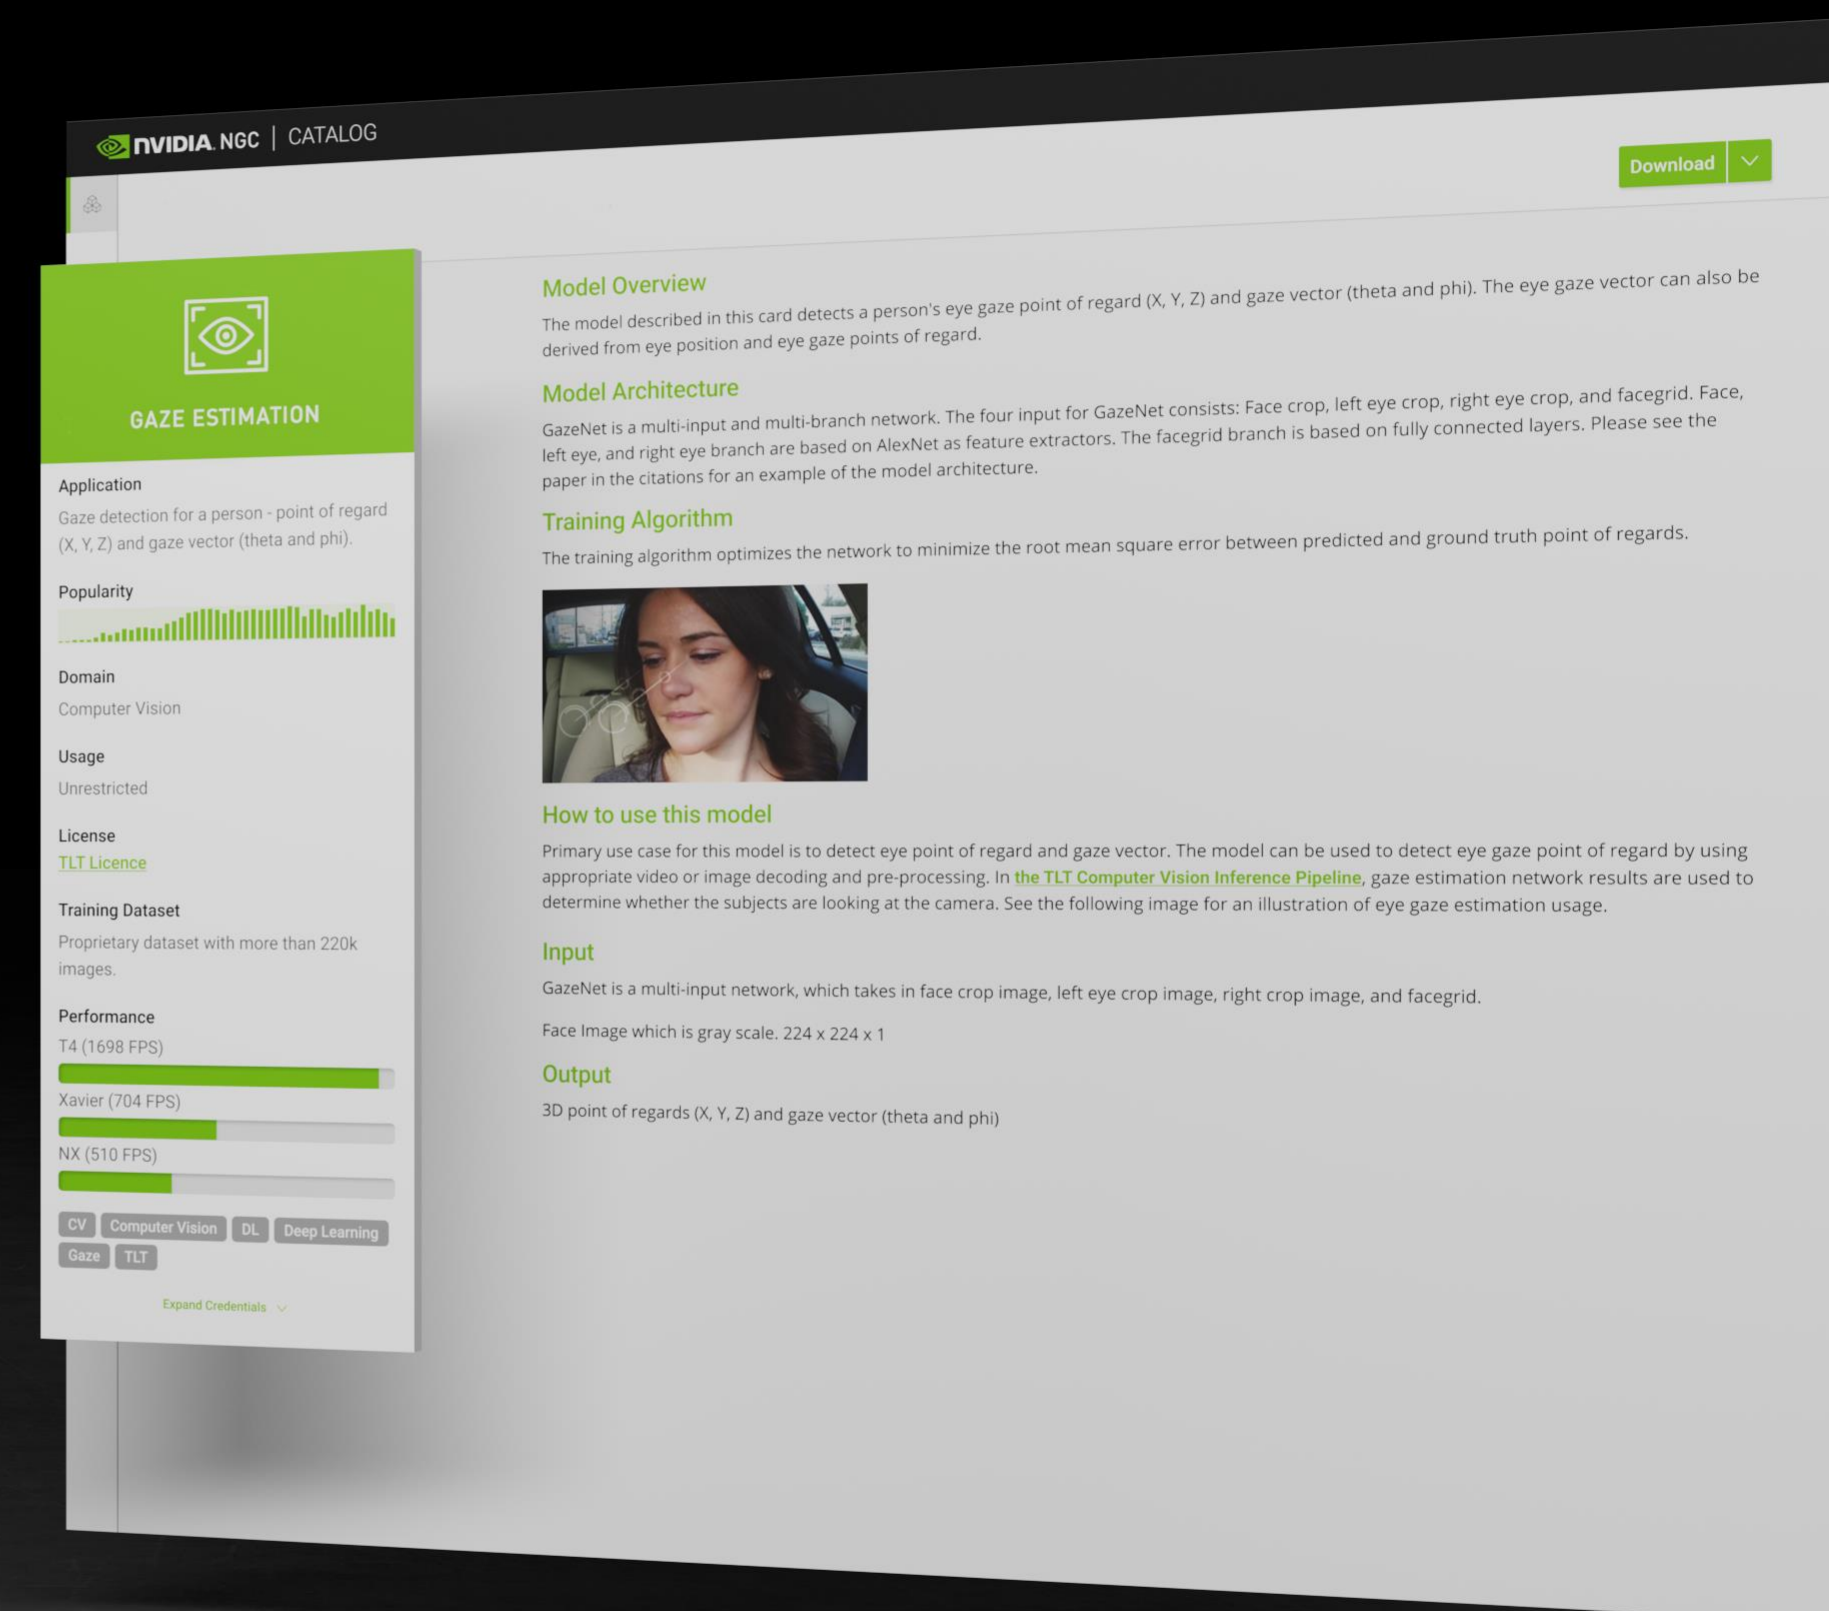 NVIDIA. NGC | CATALOG
Download
GAZE ESTIMATION
Application
Gaze detection for a person - point of regard
(X, Y, Z) and gaze vector (theta and phi).
Popularity
Domain
Computer Vision
Usage
Unrestricted
License
TLT Licence
Training Dataset
Proprietary dataset with more than 220k
images.
Performance
T4 (1698 FPS)
Xavier (704 FPS)
NX (510 FPS)
CV Computer Vision DL Deep Learning
Gaze TLT
Expand Credentials
Model Overview
The model described in this card detects a person's eye gaze point of regard (X, Y, Z) and gaze vector (theta and phi). The eye gaze vector can also be
derived from eye position and eye gaze points of regard.
Model Architecture
GazeNet is a multi-input and multi-branch network. The four input for GazeNet consists: Face crop, left eye crop, right eye crop, and facegrid. Face,
left eye, and right eye branch are based on AlexNet as feature extractors. The facegrid branch is based on fully connected layers. Please see the
paper in the citations for an example of the model architecture.
Training Algorithm
The training algorithm optimizes the network to minimize the root mean square error between predicted and ground truth point of regards.
How to use this model
Primary use case for this model is to detect eye point of regard and gaze vector. The model can be used to detect eye gaze point of regard by using
appropriate video or image decoding and pre-processing. In the TLT Computer Vision Inference Pipeline, gaze estimation network results are used to
determine whether the subjects are looking at the camera. See the following image for an illustration of eye gaze estimation usage.
Input
GazeNet is a multi-input network, which takes in face crop image, left eye crop image, right crop image, and facegrid.
Face Image which is gray scale. 224 x 224 x 1
Output
3D point of regards (X, Y, Z) and gaze vector (theta and phi)